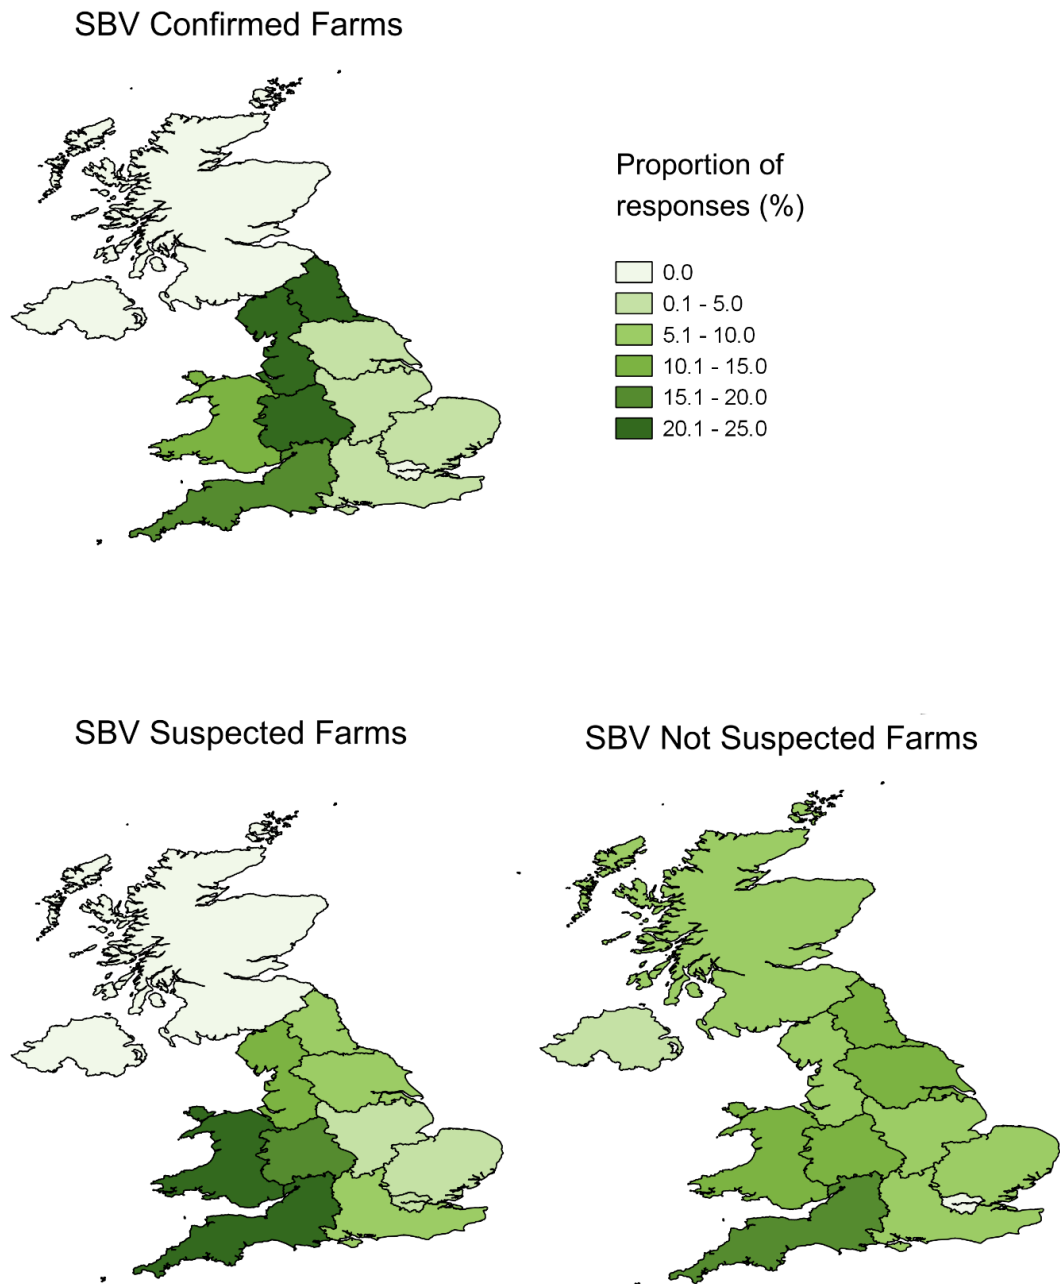 SBV Confirmed Farms
Proportion of
responses (%)
0.0
0.1 - 5.0
5.1 - 10.0
10.1 - 15.0
15.1 - 20.0
20.1 - 25.0
SBV Suspected Farms
SBV Not Suspected Farms